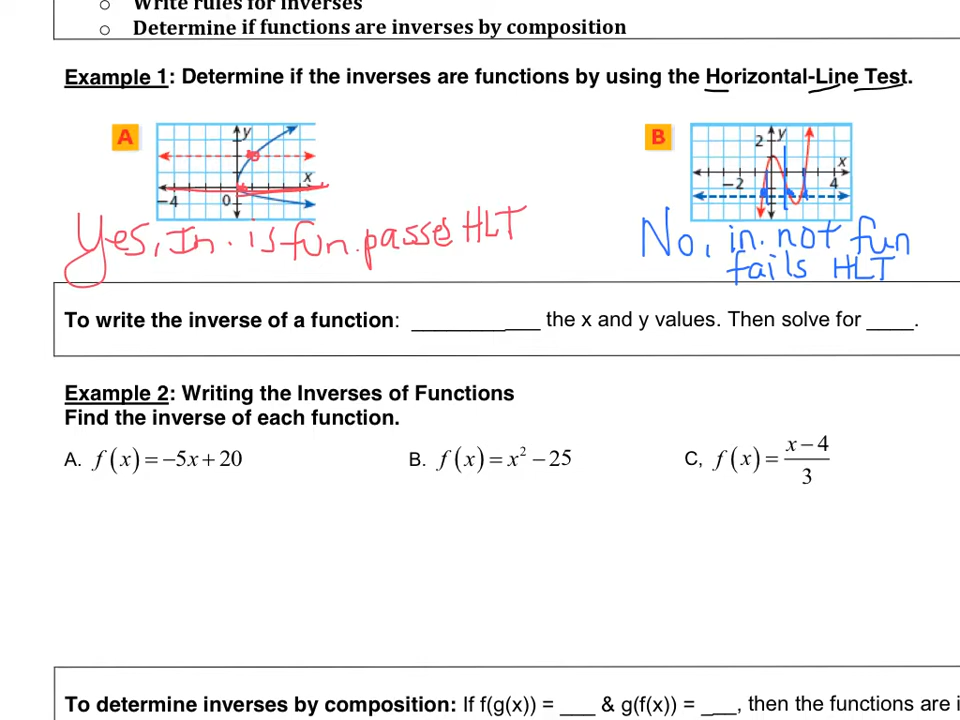 ○ Write rules for inverses
○ Determine if functions are inverses by composition
Example 1: Determine if the inverses are functions by using the Horizontal-Line Test.
A
y
x
-4
0
B
2
y
x
-2
4
Yes, In. is fun. passes HLT
No, in. not fun
fails HLT
To write the inverse of a function: ____________ the x and y values. Then solve for ____.
Example 2: Writing the Inverses of Functions
Find the inverse of each function.
A. f(x)=-5x+20 B. f(x)=x²-25 C, f(x)=(x-4)/3
To determine inverses by composition: If f(g(x)) = ___ & g(f(x)) = ___, then the functions are i